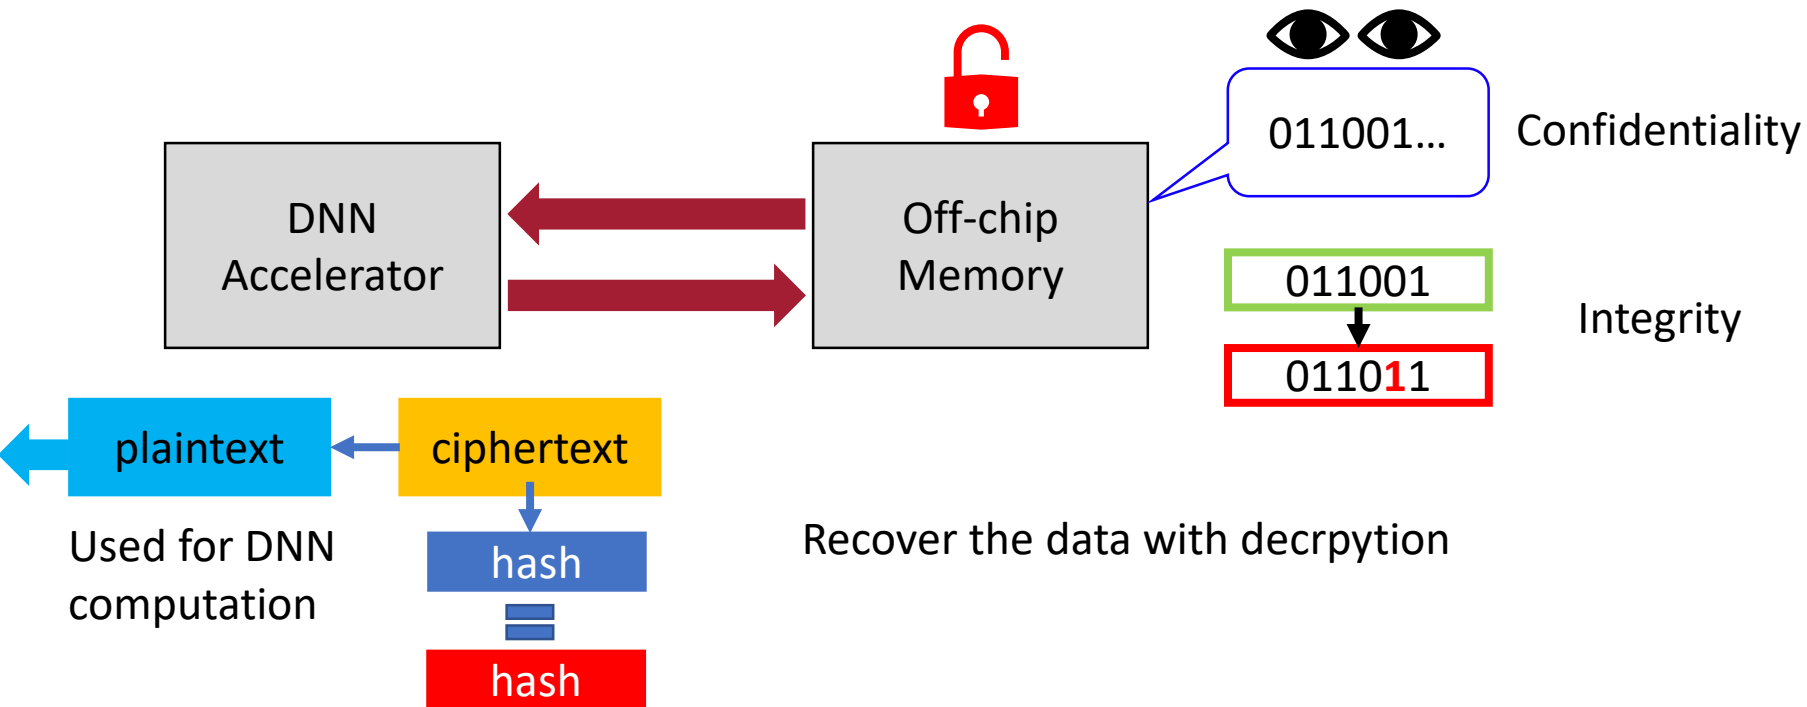 011001...
Confidentiality
DNN
Accelerator
Off-chip
Memory
011001
Integrity
011011
plaintext
ciphertext
Used for DNN
computation
hash
Recover the data with decrpytion
hash